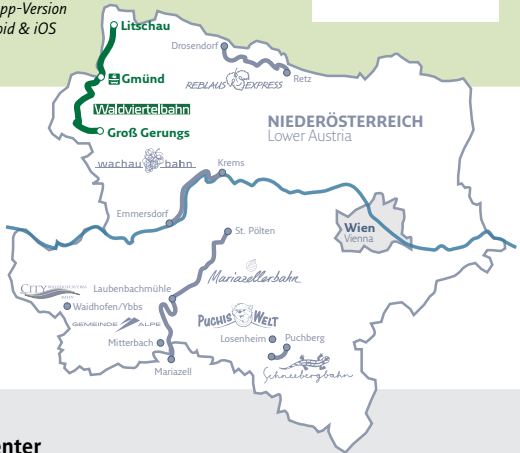 pp-Version
oid & iOS
Litschau
Drosendorf
Gmünd
REBLAUS EXPRESS
Retz
Waldviertelbahn
NIEDERÖSTERREICH
Lower Austria
Groß Gerungs
wachau bahn
Krems
Emmersdorf
Wien
Vienna
St. Pölten
Mariazellerbahn
CITY
Laubenbachmühle
Waidhofen/Ybbs
PUCHIS WELT
GEMEINDE ALPE
Losenheim
Puchberg
Mitterbach
Schneebergbahn
Mariazell
enter